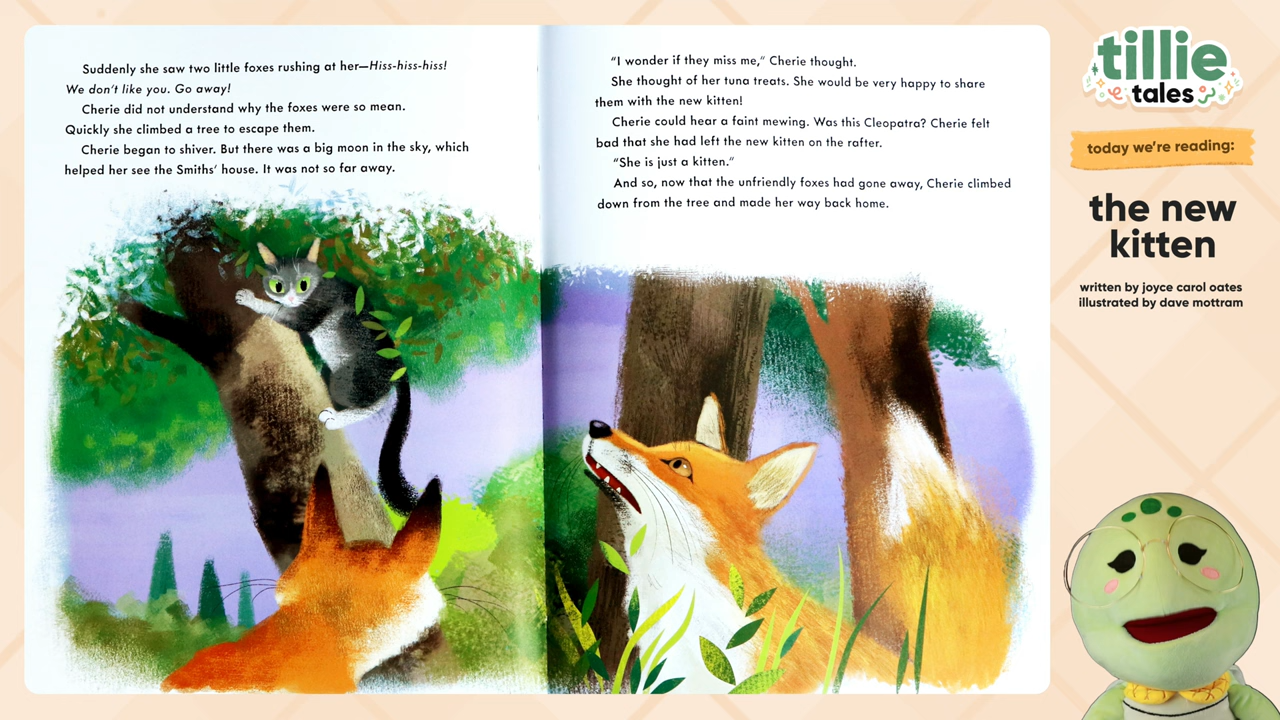 Suddenly she saw two little foxes rushing at her—Hiss-hiss-hiss!
We don't like you. Go away!
Cherie did not understand why the foxes were so mean.
Quickly she climbed a tree to escape them.
Cherie began to shiver. But there was a big moon in the sky, which
helped her see the Smiths' house. It was not so far away.
"I wonder if they miss me," Cherie thought.
She thought of her tuna treats. She would be very happy to share
them with the new kitten!
Cherie could hear a faint mewing. Was this Cleopatra? Cherie felt
bad that she had left the new kitten on the rafter.
"She is just a kitten."
And so, now that the unfriendly foxes had gone away, Cherie climbed
down from the tree and made her way back home.
tillie
tales
today we're reading:
the new
kitten
written by joyce carol oates
illustrated by dave mottram